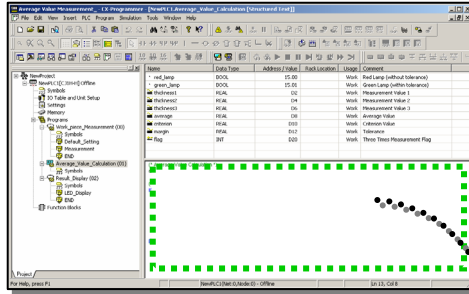 Average Value Measurement_ - CX-Programmer - [NewPLC1.Average_Value_Calculation [Structured Text]]
File Edit View Insert PLC Program Simulation Tools Window Help
Name Data Type Address / Value Rack Location Usage Comment
red_lamp BOOL 15.00 Work Red Lamp (without tolerance)
green_lamp BOOL 15.01 Work Green Lamp (within tolerance)
thickness1 REAL D2 Work Measurement Value 1
thickness2 REAL D4 Work Measurement Value 2
thickness3 REAL D6 Work Measurement Value 3
average REAL D8 Work Average Value
criterion REAL D10 Work Criterion Value
margin REAL D12 Work Tolerance
flag INT D20 Work Three Times Measurement Flag
NewProject
NewPLC1[CJ1M] Offline
Symbols
IO Table and Unit Setup
Settings
Memory
Programs
Work_piece_Measurement (00)
Symbols
Default_Setting
Measurement
END
Average_Value_Calculation (01)
Symbols
Result_Display (02)
Symbols
LED_Display
END
Function Blocks
Project
For Help, press F1
NewPLC1(Net:0,Node:0) - Offline
Ln 13, Col 8